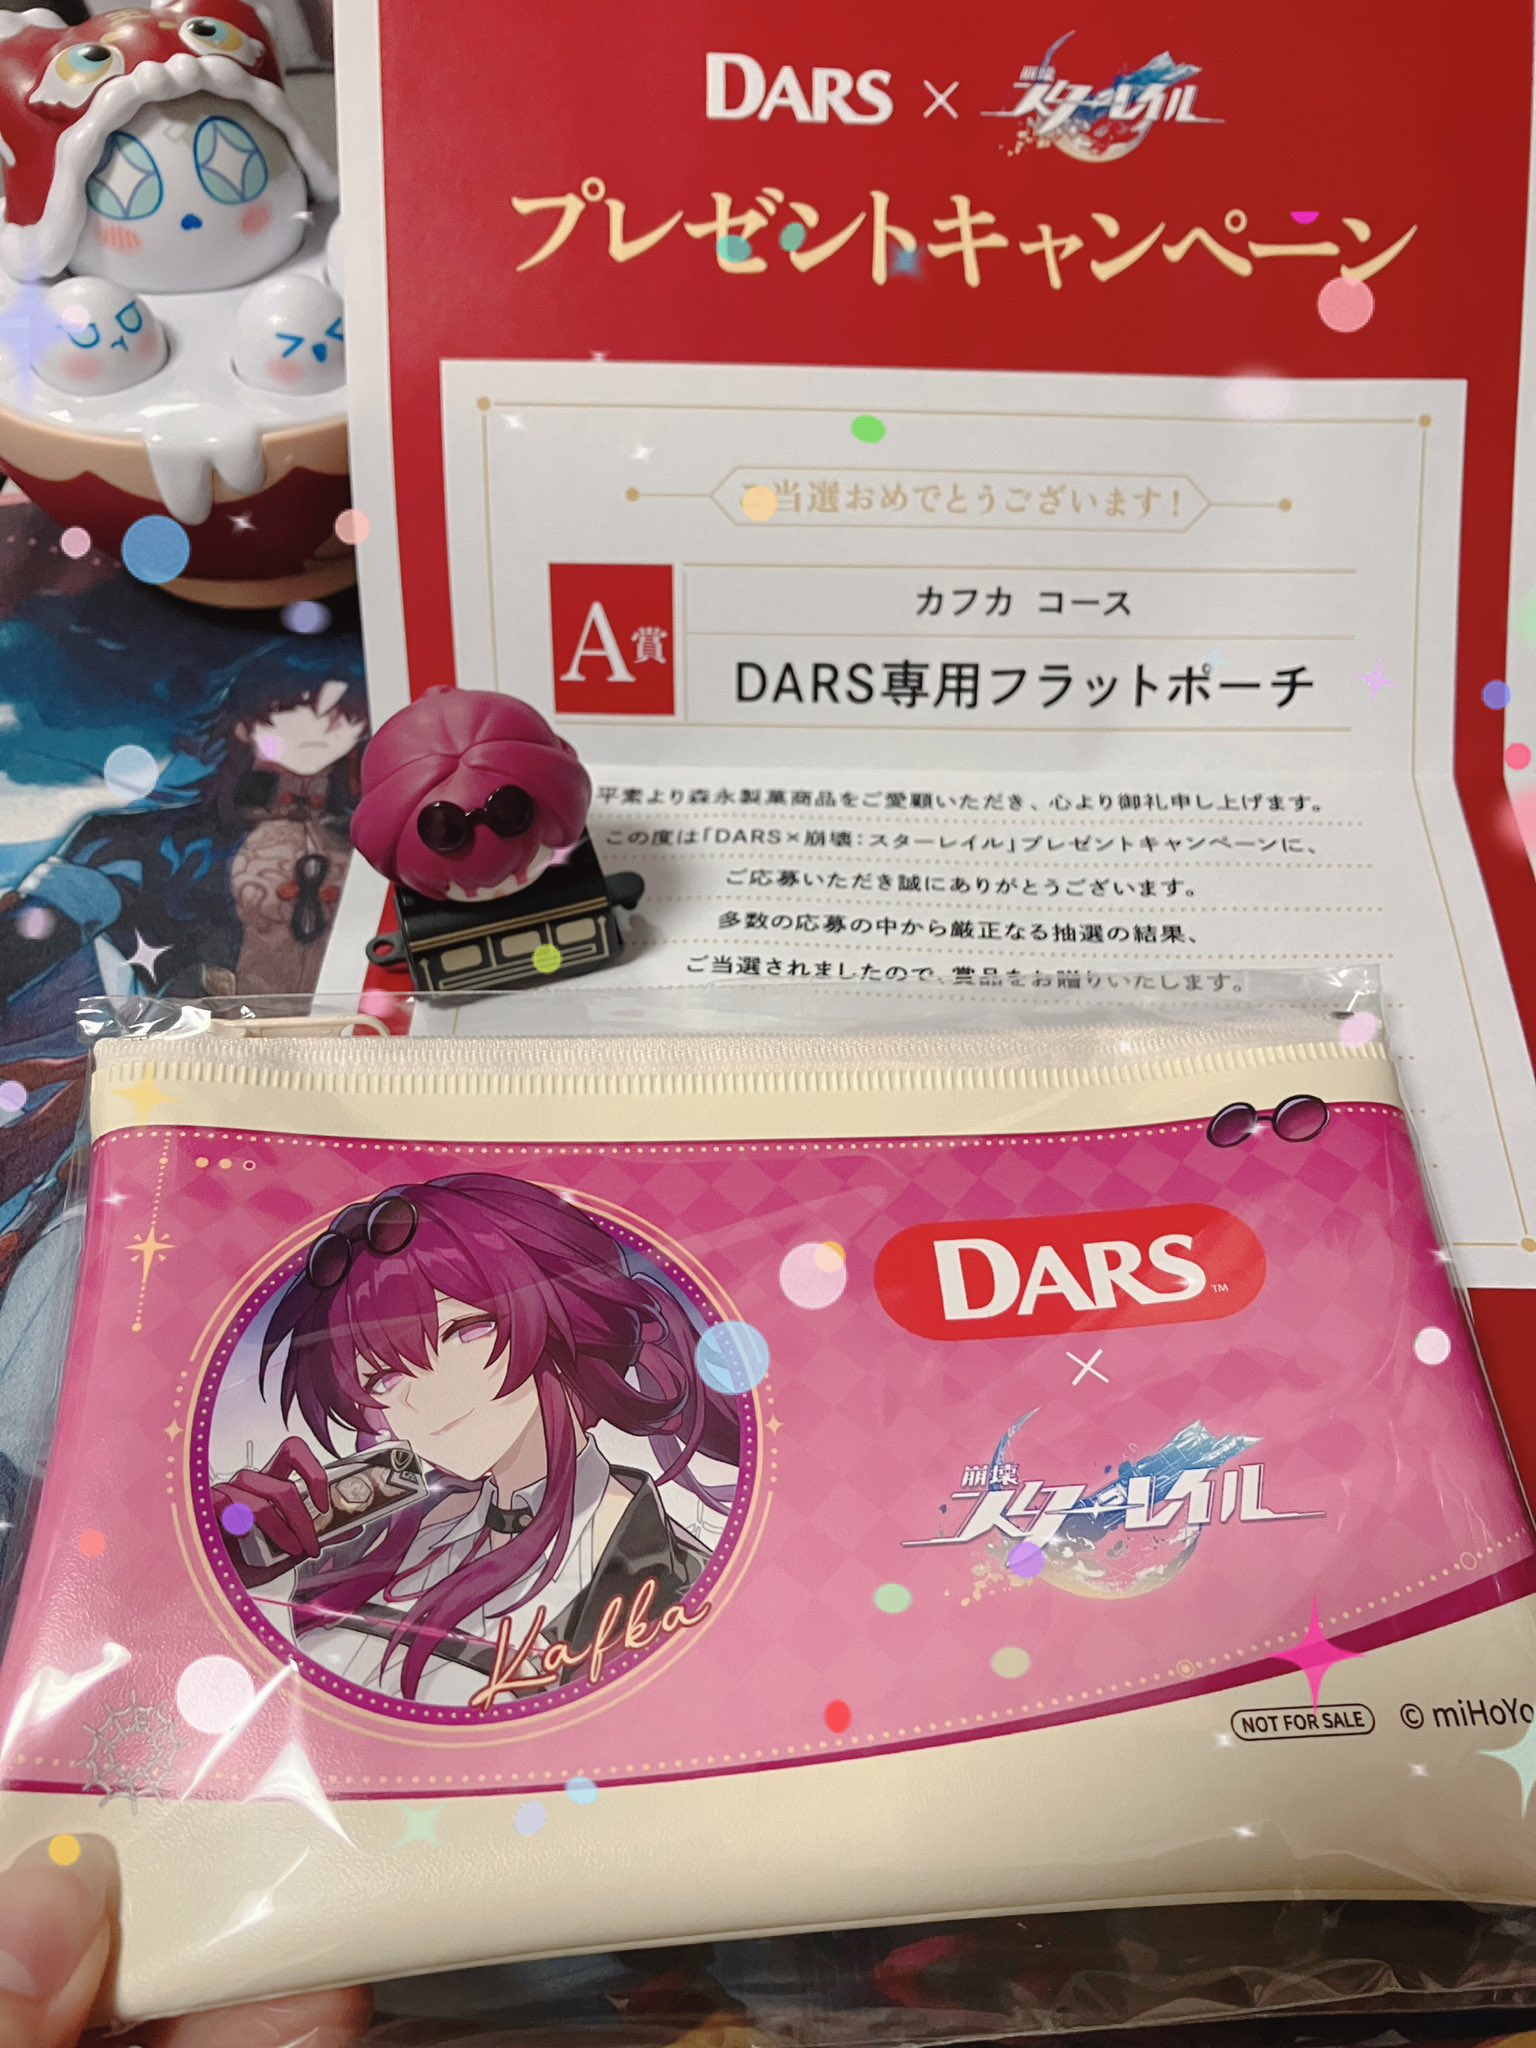 DARS × 崩壊 スターレイル
プレゼントキャンペーン
ご当選おめでとうございます!
A賞
カフカ コース
DARS専用フラットポーチ
平素より森永製菓商品をご愛顧いただき、心より御礼申し上げます。
この度は「DARS×崩壊:スターレイル」プレゼントキャンペーンに、
ご応募いただき誠にありがとうございます。
多数の応募の中から厳正なる抽選の結果、
ご当選されましたので、賞品をお贈りいたします。
DARS™
×
崩壊
スターレイル
Kafka
NOT FOR SALE © miHoYo